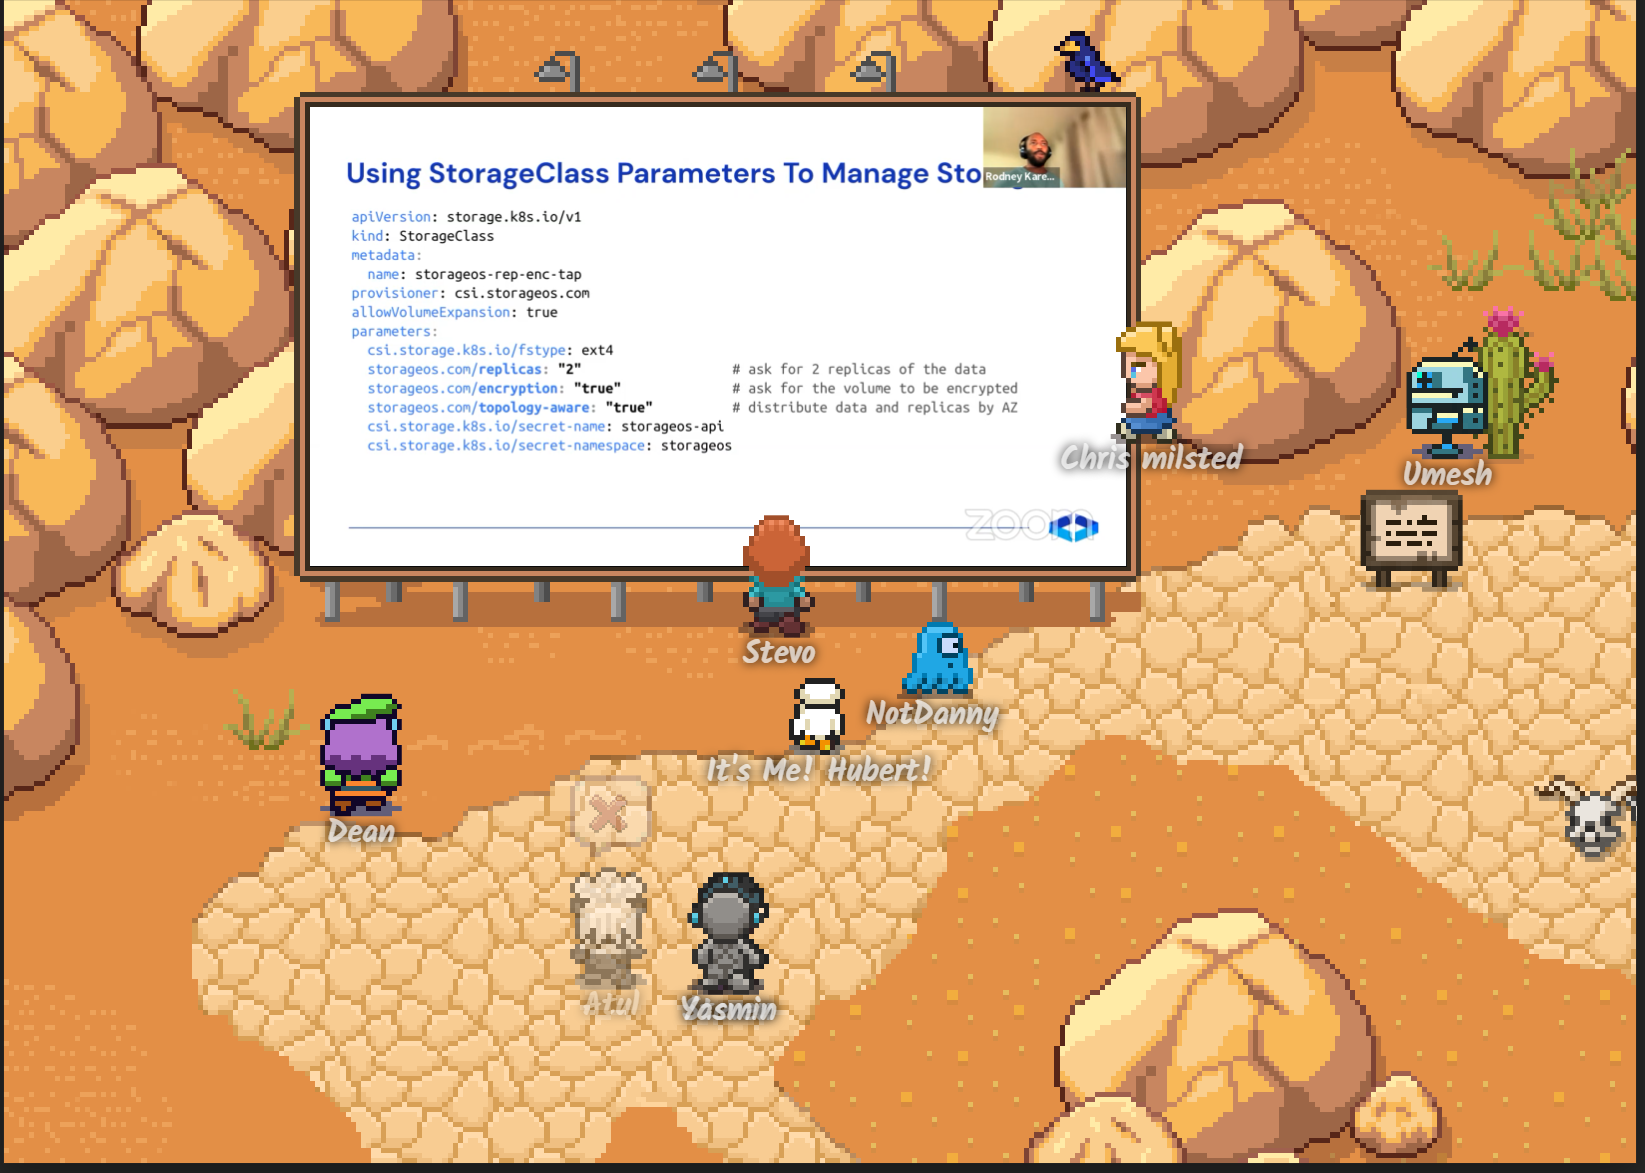 Using StorageClass Parameters To Manage Sto
Rodney Kare...
apiVersion: storage.k8s.io/v1
kind: StorageClass
metadata:
  name: storageos-rep-enc-tap
provisioner: csi.storageos.com
allowVolumeExpansion: true
parameters:
  csi.storage.k8s.io/fstype: ext4
  storageos.com/replicas: "2" # ask for 2 replicas of the data
  storageos.com/encryption: "true" # ask for the volume to be encrypted
  storageos.com/topology-aware: "true" # distribute data and replicas by AZ
  csi.storage.k8s.io/secret-name: storageos-api
  csi.storage.k8s.io/secret-namespace: storageos
zoom
Chris milsted
Umesh
Stevo
NotDanny
It's Me! Hubert!
Dean
Atul
Yasmin